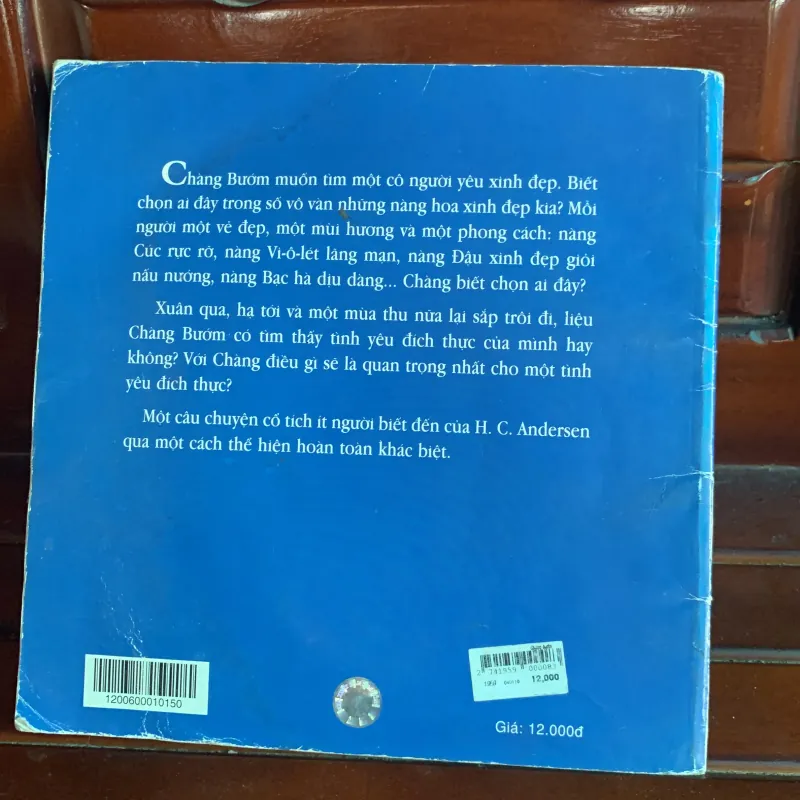 Chàng Bướm muốn tìm một cô người yêu xinh đẹp. Biết
chọn ai đây trong số vô vàn những nàng hoa xinh đẹp kia? Mỗi
người một vẻ đẹp, một mùi hương và một phong cách: nàng
Cúc rực rỡ, nàng Vi-ô-lét lãng mạn, nàng Đậu xinh đẹp giỏi
nấu nướng, nàng Bạc hà dịu dàng... Chàng biết chọn ai đây?
Xuân qua, hạ tới và một mùa thu nữa lại sắp trôi đi, liệu
Chàng Bướm có tìm thấy tình yêu đích thực của mình hay
không? Với Chàng điều gì sẽ là quan trọng nhất cho một tình
yêu đích thực?
Một câu chuyện cổ tích ít người biết đến của H. C. Andersen
qua một cách thể hiện hoàn toàn khác biệt.
1200600010150
12,000
Giá: 12.000đ